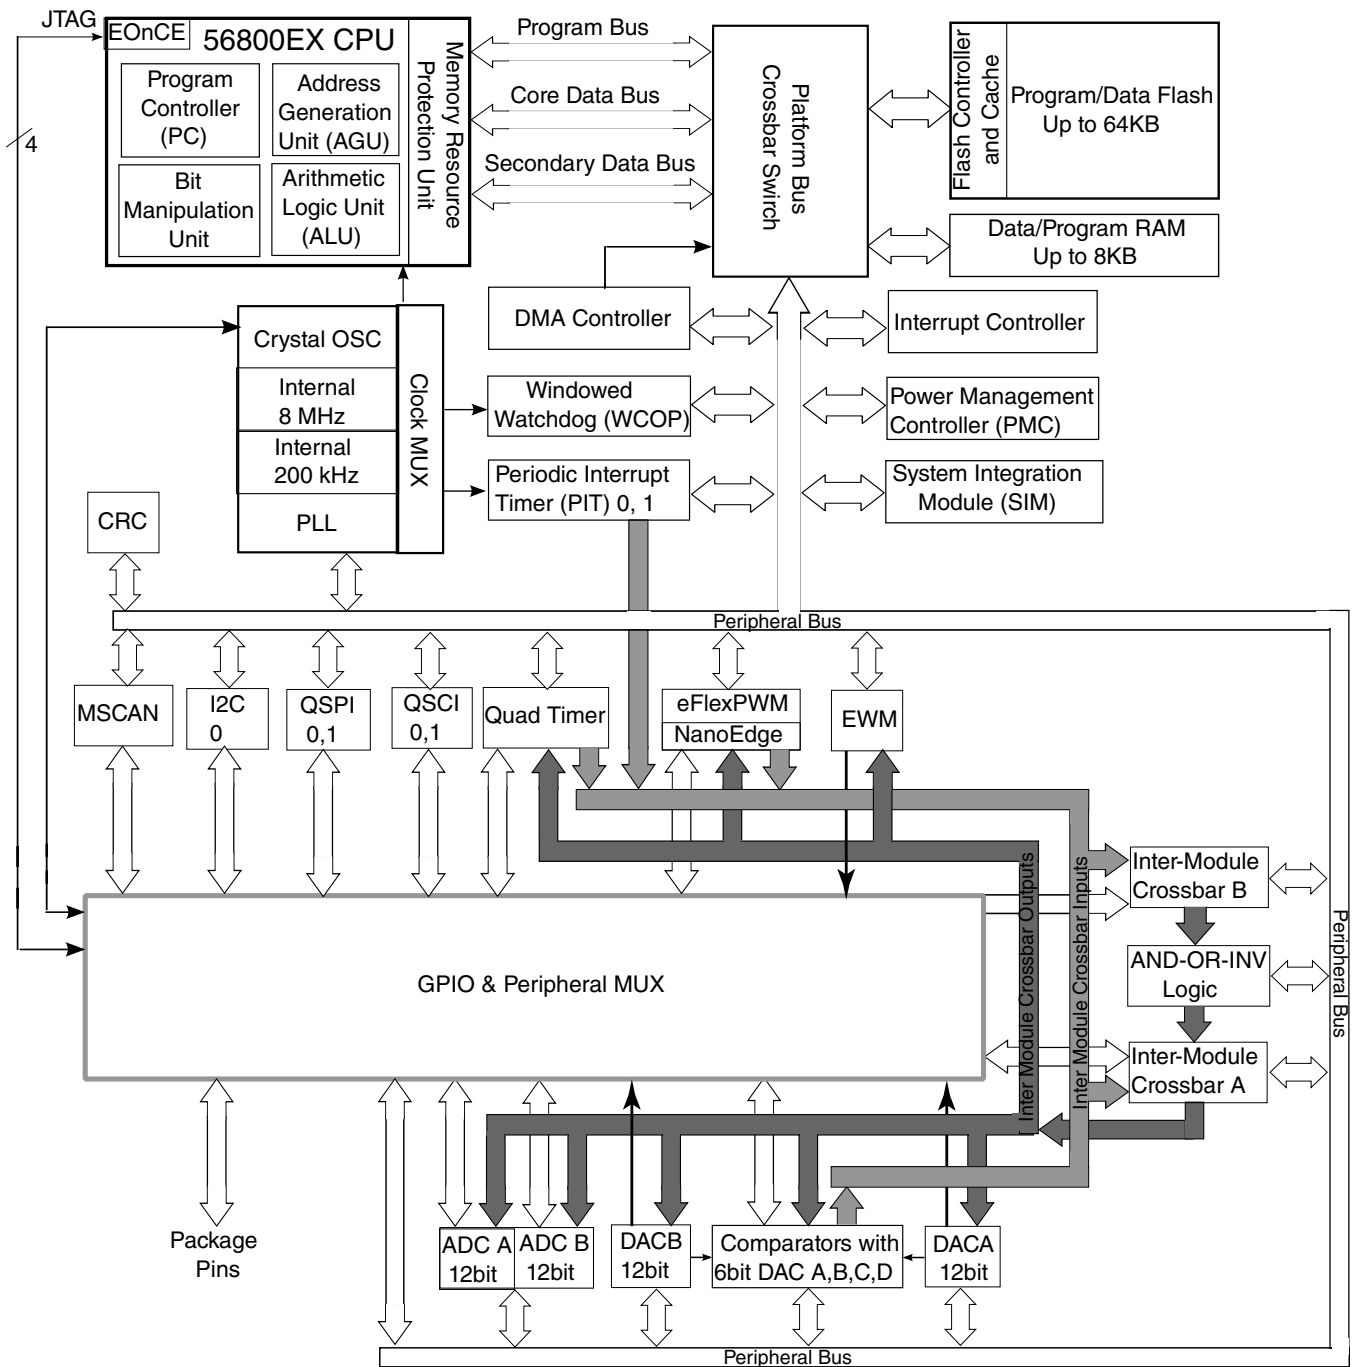 JTAG
EOnCE
56800EX CPU
Program
Controller
(PC)
Address
Generation
Unit (AGU)
Bit
Manipulation
Unit
Arithmetic
Logic Unit
(ALU)
Memory Resource
Protection Unit
4
Program Bus
Core Data Bus
Secondary Data Bus
Platform Bus
Crossbar Swirch
Flash Controller
and Cache
Program/Data Flash
Up to 64KB
Data/Program RAM
Up to 8KB
Crystal OSC
Internal
8 MHz
Internal
200 kHz
PLL
Clock MUX
DMA Controller
Interrupt Controller
Windowed
Watchdog (WCOP)
Power Management
Controller (PMC)
Periodic Interrupt
Timer (PIT) 0, 1
System Integration
Module (SIM)
CRC
Peripheral Bus
MSCAN
I2C
0
QSPI
0,1
QSCI
0,1
Quad Timer
eFlexPWM
NanoEdge
EWM
Inter Module Crossbar Outputs
Inter Module Crossbar Inputs
Inter-Module
Crossbar B
AND-OR-INV
Logic
Inter-Module
Crossbar A
Peripheral Bus
GPIO & Peripheral MUX
Package
Pins
ADC A
12bit
ADC B
12bit
DACB
12bit
Comparators with
6bit DAC A,B,C,D
DACA
12bit
Peripheral Bus